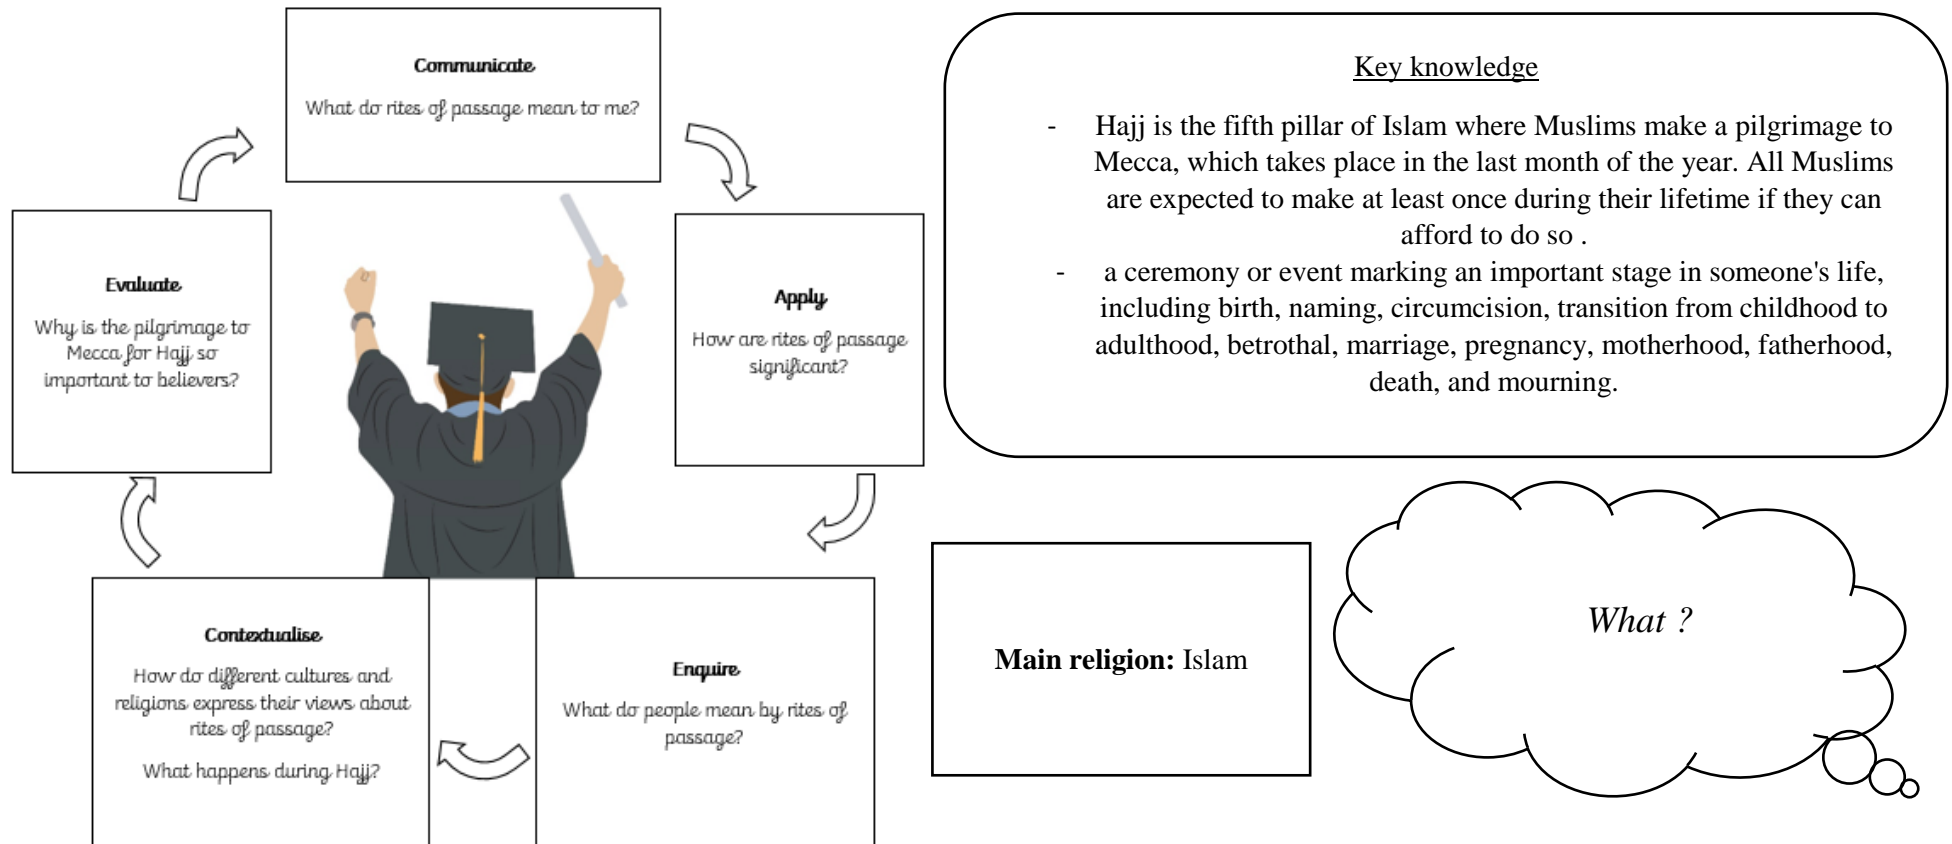 Communicate
What do rites of passage mean to me?
Apply
How are rites of passage
significant?
Enquire
What do people mean by rites of
passage?
Contextualise
How do different cultures and
religions express their views about
rites of passage?
What happens during Hajj?
Evaluate
Why is the pilgrimage to
Mecca for Hajj so
important to believers?
Key knowledge
- Hajj is the fifth pillar of Islam where Muslims make a pilgrimage to
Mecca, which takes place in the last month of the year. All Muslims
are expected to make at least once during their lifetime if they can
afford to do so .
- a ceremony or event marking an important stage in someone's life,
including birth, naming, circumcision, transition from childhood to
adulthood, betrothal, marriage, pregnancy, motherhood, fatherhood,
death, and mourning.
Main religion: Islam
What ?